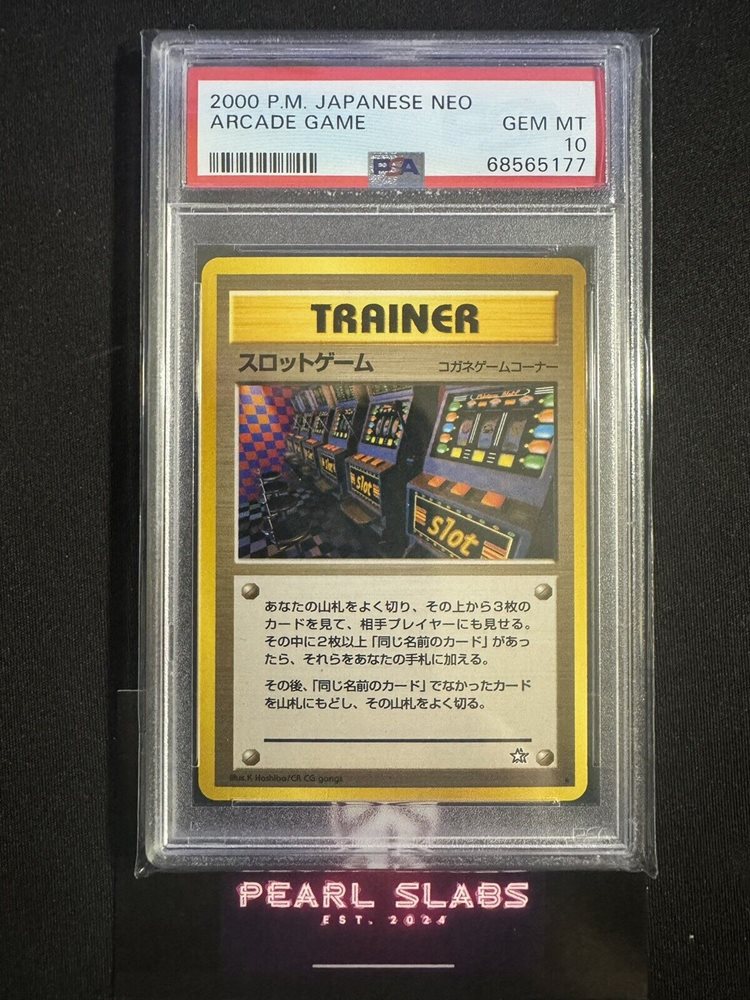 2000 P.M. JAPANESE NEO
ARCADE GAME
GEM MT
10
68565177
PSA
TRAINER
スロットゲーム
コガネゲームコーナー
slot
slot
あなたの山札をよく切り、その上から3枚の
カードを見て、相手プレイヤーにも見せる。
その中に2枚以上「同じ名前のカード」があっ
たら、それらをあなたの手札に加える。
その後、「同じ名前のカード」でなかったカード
を山札にもどし、その山札をよく切る。
illus.K Hoshiba/CR CG gangs
PEARL SLABS
EST. 2024